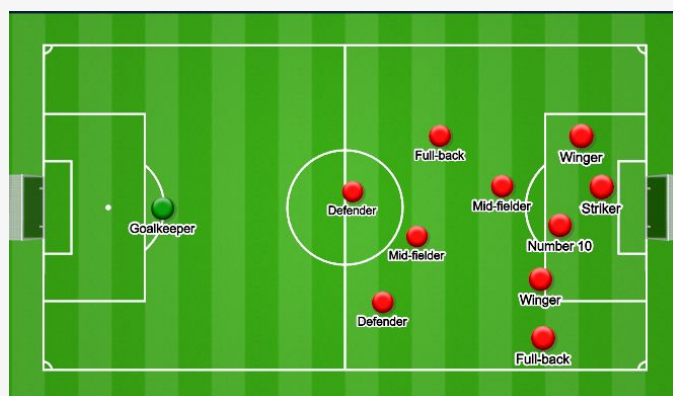 Full-back
Winger
Defender
Mid-fielder
Striker
Goalkeeper
Number 10
Mid-fielder
Winger
Defender
Full-back